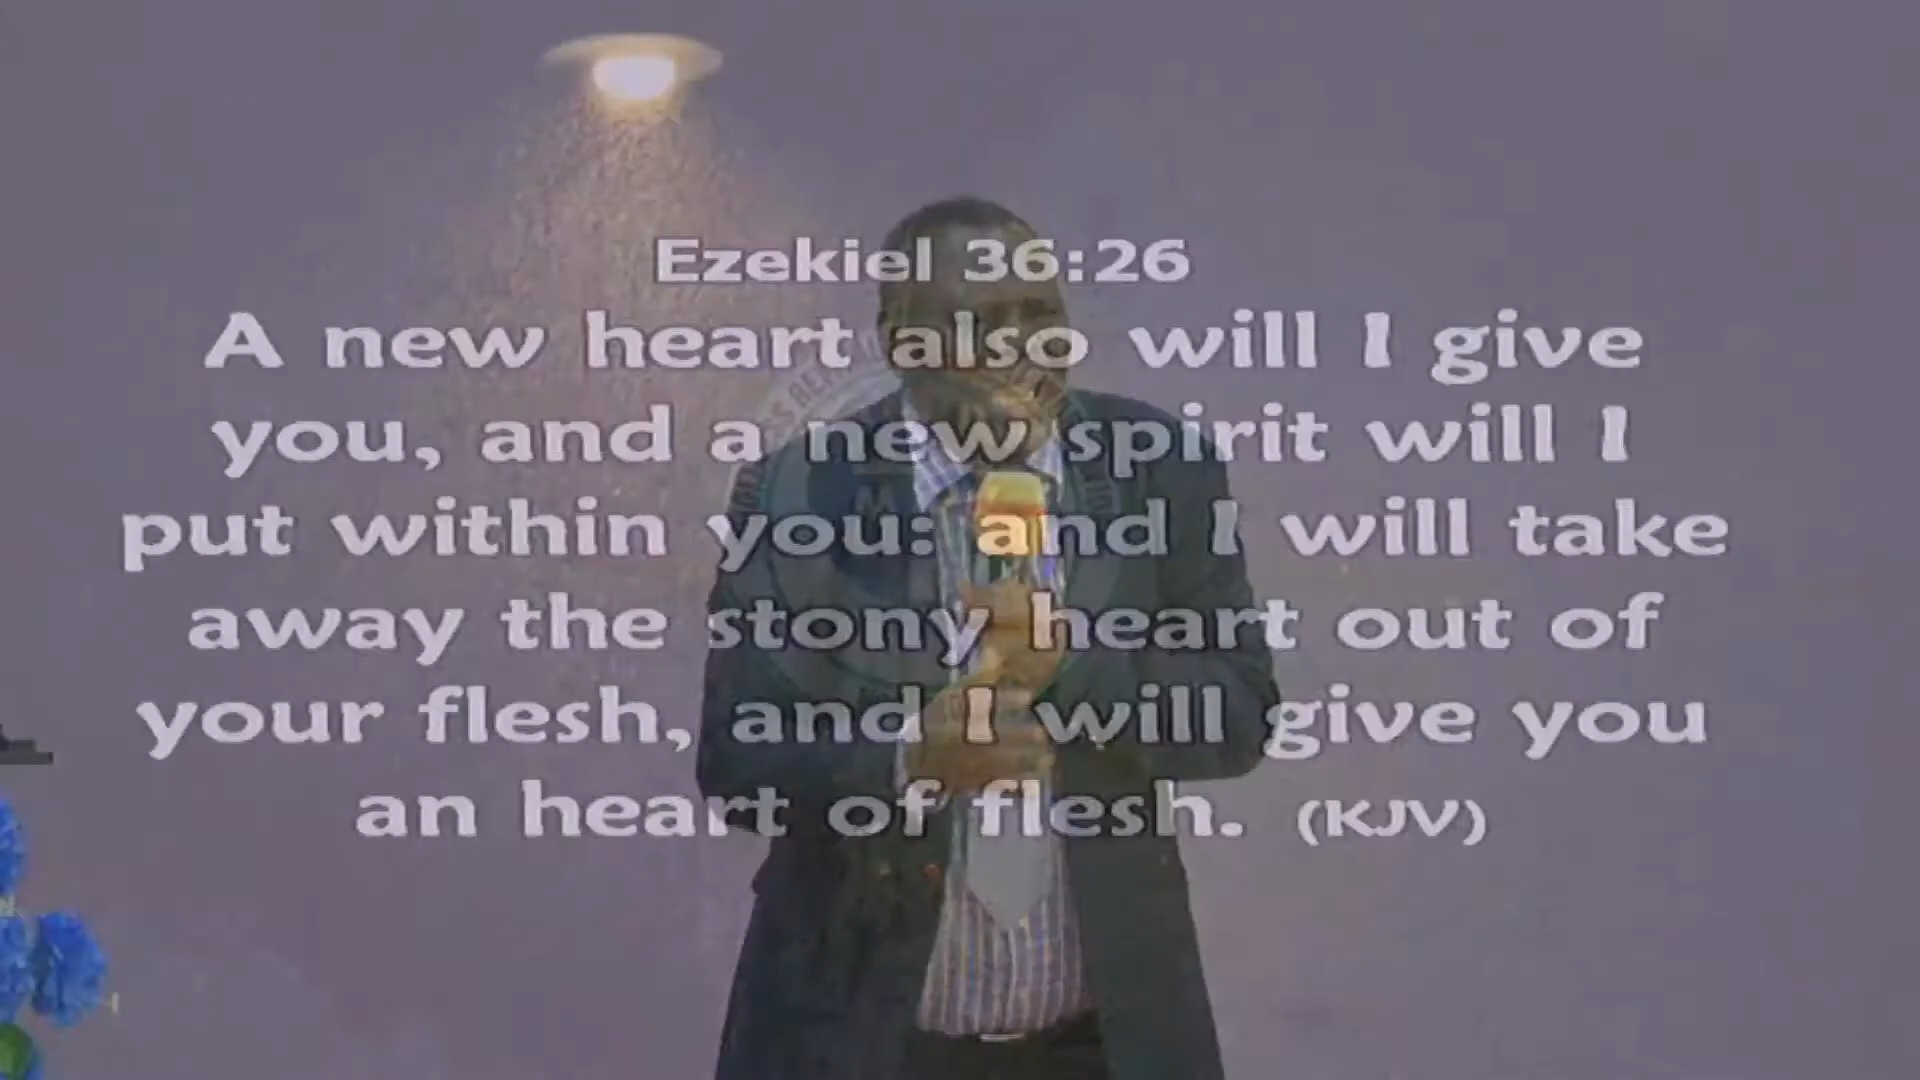 Ezekiel 36:26
A new heart also will I give
you, and a new spirit will I
put within you: and I will take
away the stony heart out of
your flesh, and I will give you
an heart of flesh. (KJV)